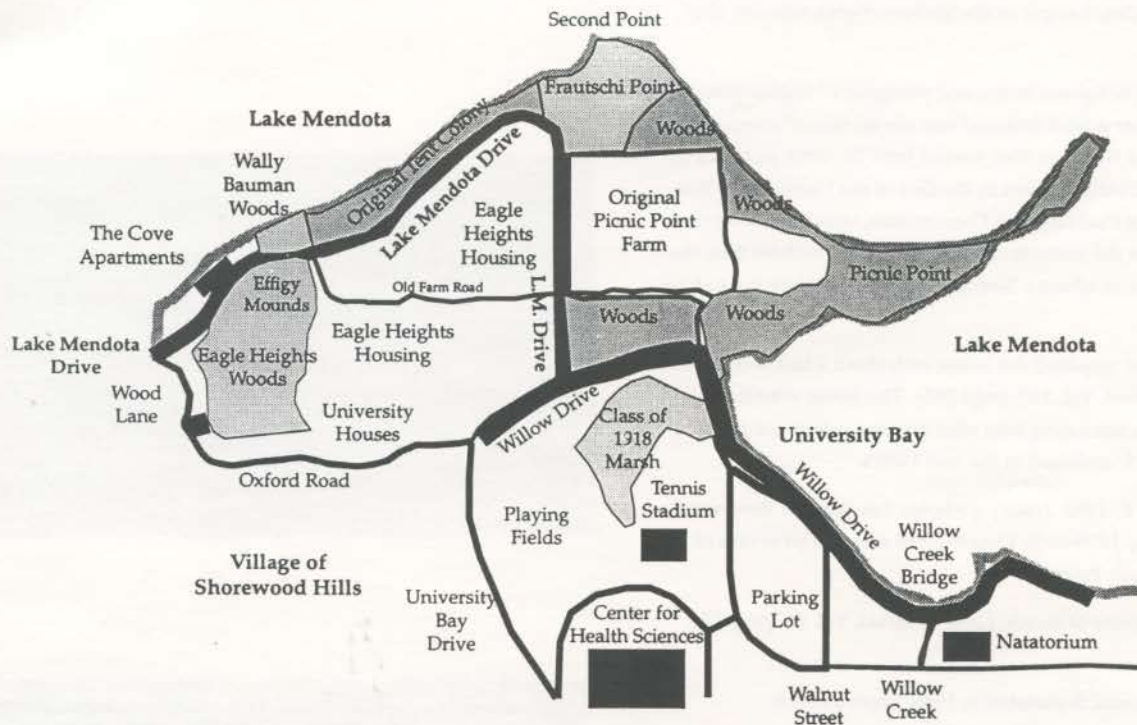 Second Point
Lake Mendota
Frautschi Point
Woods
Wally
Bauman
Woods
Original Tent Colony
Lake Mendota Drive
The Cove
Apartments
Eagle
Heights
Housing
Original
Picnic Point
Farm
Woods
Picnic Point
Effigy
Mounds
Old Farm Road
L.M. Drive
Woods
Woods
Lake Mendota
Drive
Eagle Heights
Woods
Eagle Heights
Housing
Lake Mendota
Wood
Lane
University
Houses
Willow Drive
Class of
1918
Marsh
University Bay
Oxford Road
Playing
Fields
Tennis
Stadium
Willow Drive
Willow
Creek
Bridge
Village of
Shorewood Hills
University
Bay
Drive
Center for
Health Sciences
Parking
Lot
Natatorium
Walnut
Street
Willow
Creek